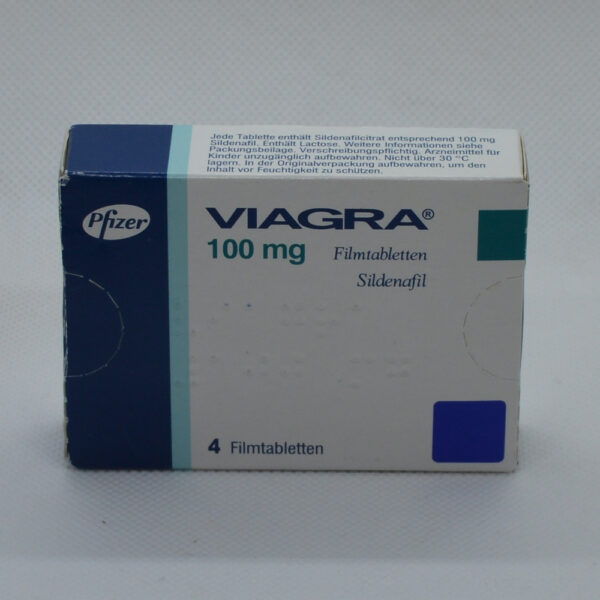 Jede Tablette enthält Sildenafilcitrat entsprechend 100 mg
Sildenafil. Enthält Lactose. Weitere Informationen siehe
Packungsbeilage. Verschreibungspflichtig. Arzneimittel für
Kinder unzugänglich aufbewahren. Nicht über 30 °C
lagern. In der Originalverpackung aufbewahren, um den
Inhalt vor Feuchtigkeit zu schützen.
Pfizer
VIAGRA®
100 mg
Filmtabletten
Sildenafil
4 Filmtabletten